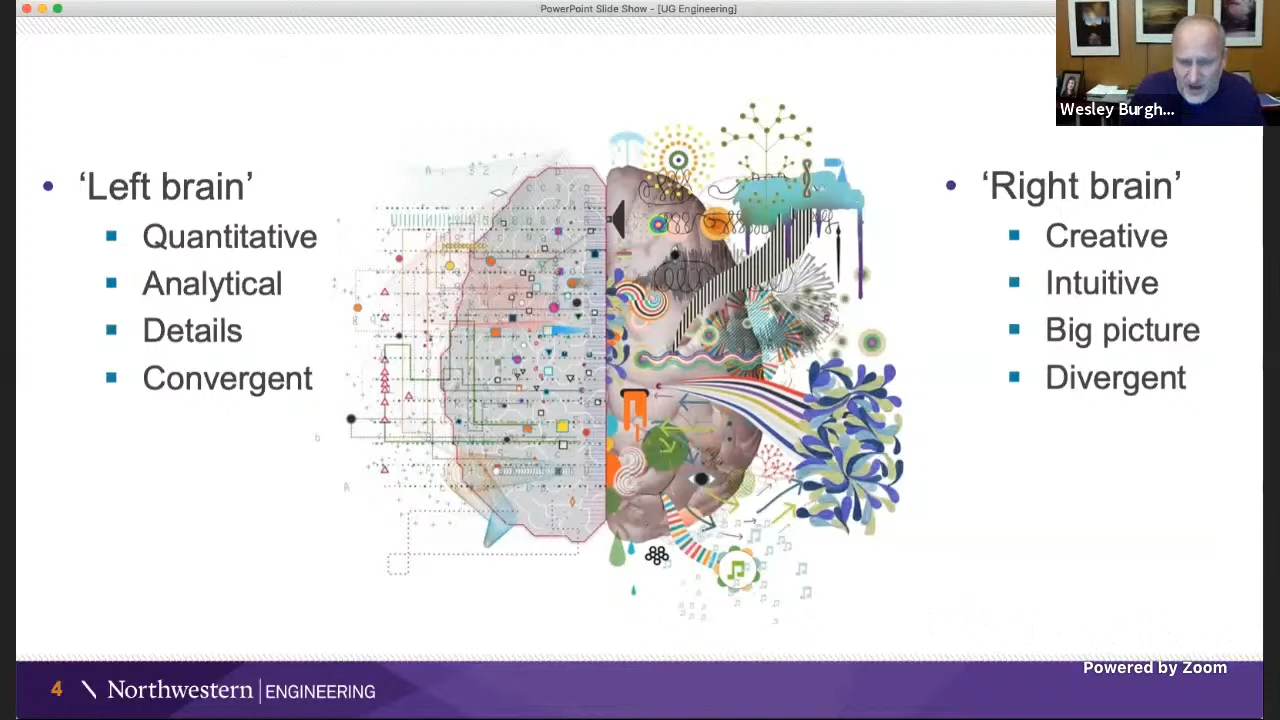 PowerPoint Slide Show - [UG Engineering]
Wesley Burgh...
• ‘Left brain’
▪ Quantitative
▪ Analytical
▪ Details
▪ Convergent
• ‘Right brain’
▪ Creative
▪ Intuitive
▪ Big picture
▪ Divergent
4
Northwestern | ENGINEERING
Powered by Zoom